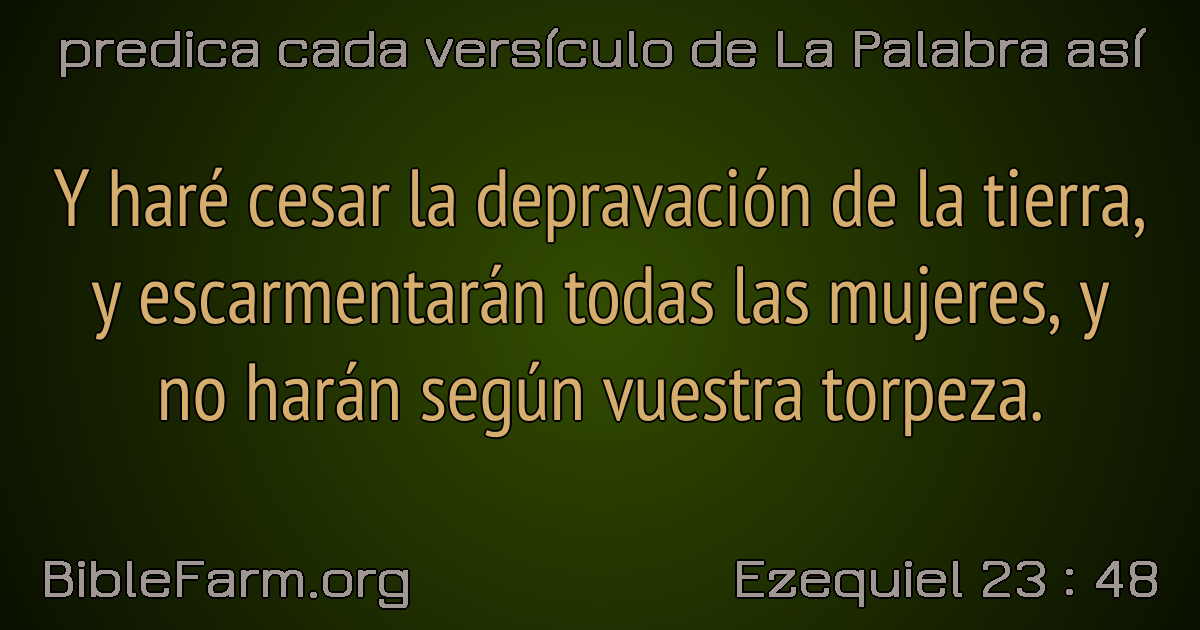 predica cada versículo de La Palabra así
Y haré cesar la depravación de la tierra,
y escarmentarán todas las mujeres, y
no harán según vuestra torpeza.
BibleFarm.org
Ezequiel 23 : 48